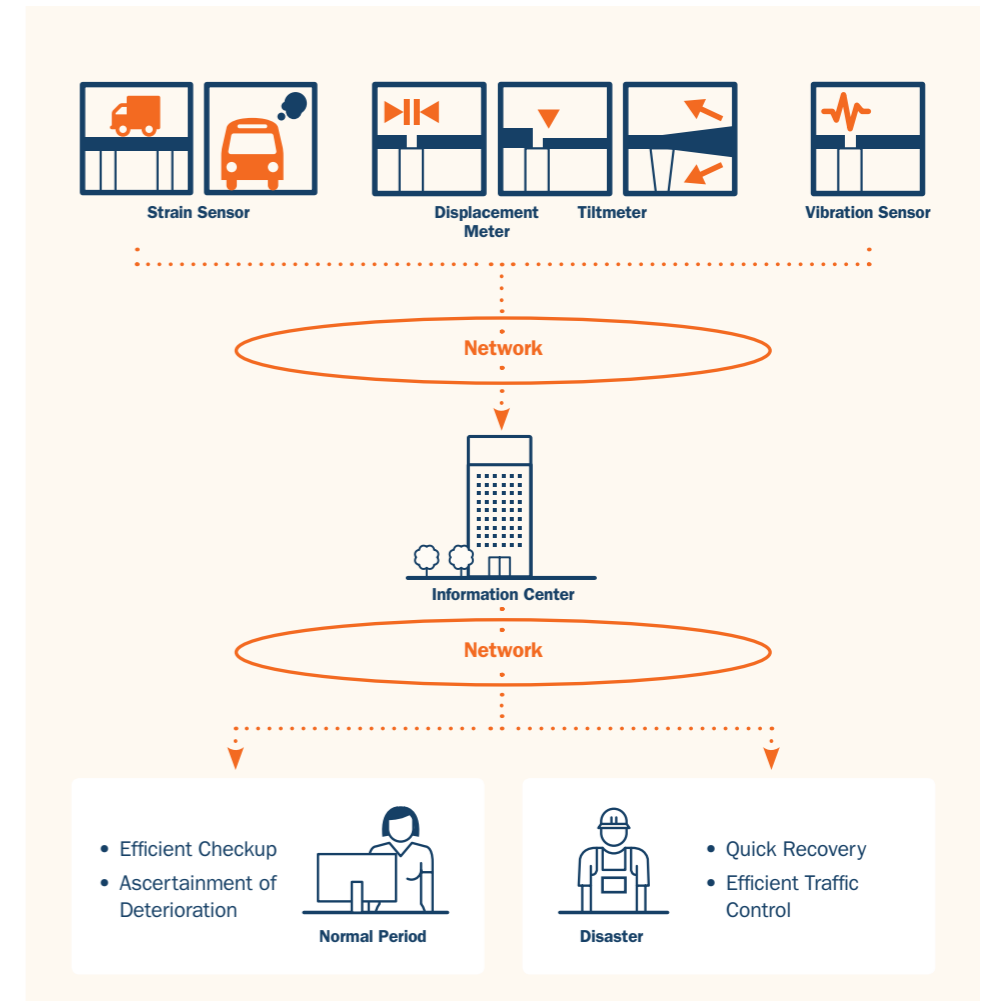 Strain Sensor
Displacement
Meter
Tiltmeter
Vibration Sensor
Network
Information Center
Network
• Efficient Checkup
• Ascertainment of
Deterioration
Normal Period
Disaster
• Quick Recovery
• Efficient Traffic
Control